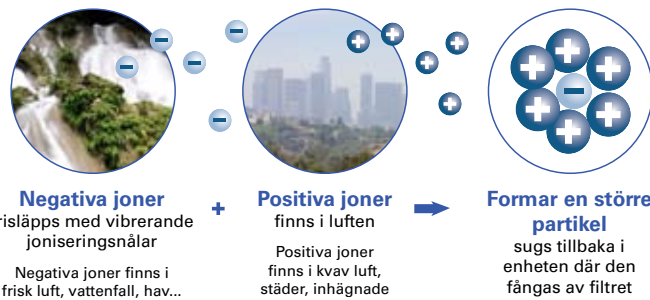 Negativa joner
risläpps med vibrerande
joniseringsnålar
Negativa joner finns i
frisk luft, vattenfall, hav...
+
Positiva joner
finns i luften
Positiva joner
finns i kvav luft,
städer, inhägnade
Formar en större
partikel
sugs tillbaka i
enheten där den
fångas av filtret